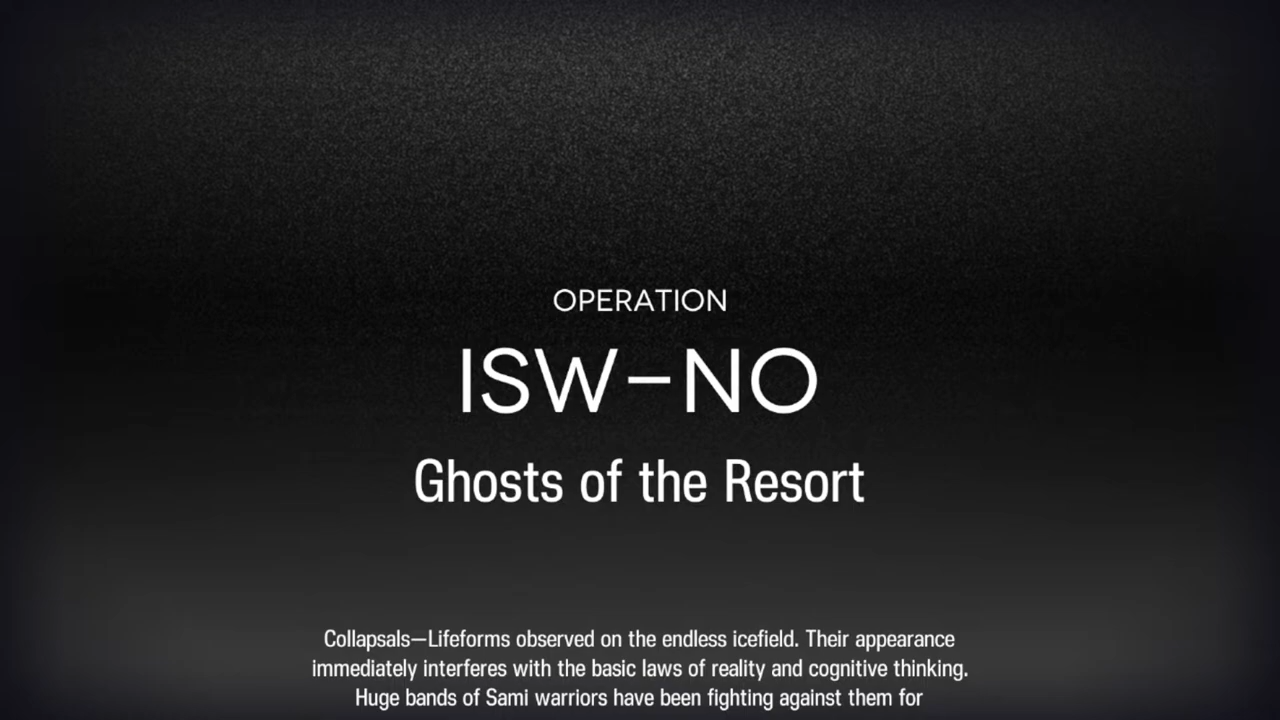 OPERATION
ISW-NO
Ghosts of the Resort
Collapsals—Lifeforms observed on the endless icefield. Their appearance
immediately interferes with the basic laws of reality and cognitive thinking.
Huge bands of Sami warriors have been fighting against them for